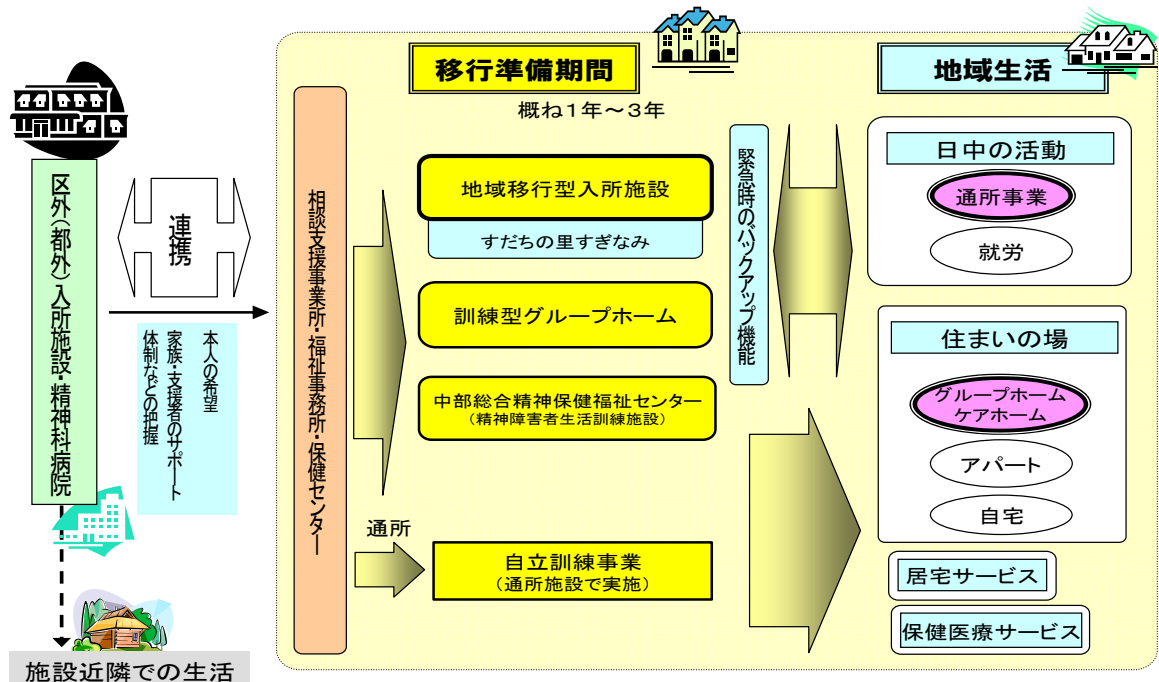 区外(都外)入所施設・精神科病院
連携
本人の希望
家族・支援者のサポート
体制などの把握
施設近隣での生活
相談支援事業所・福祉事務所・保健センター
移行準備期間
概ね1年~3年
地域移行型入所施設
すだちの里すぎなみ
訓練型グループホーム
中部総合精神保健福祉センター
(精神障害者生活訓練施設)
通所
自立訓練事業
(通所施設で実施)
緊急時のバックアップ機能
地域生活
日中の活動
通所事業
就労
住まいの場
グループホーム
ケアホーム
アパート
自宅
居宅サービス
保健医療サービス